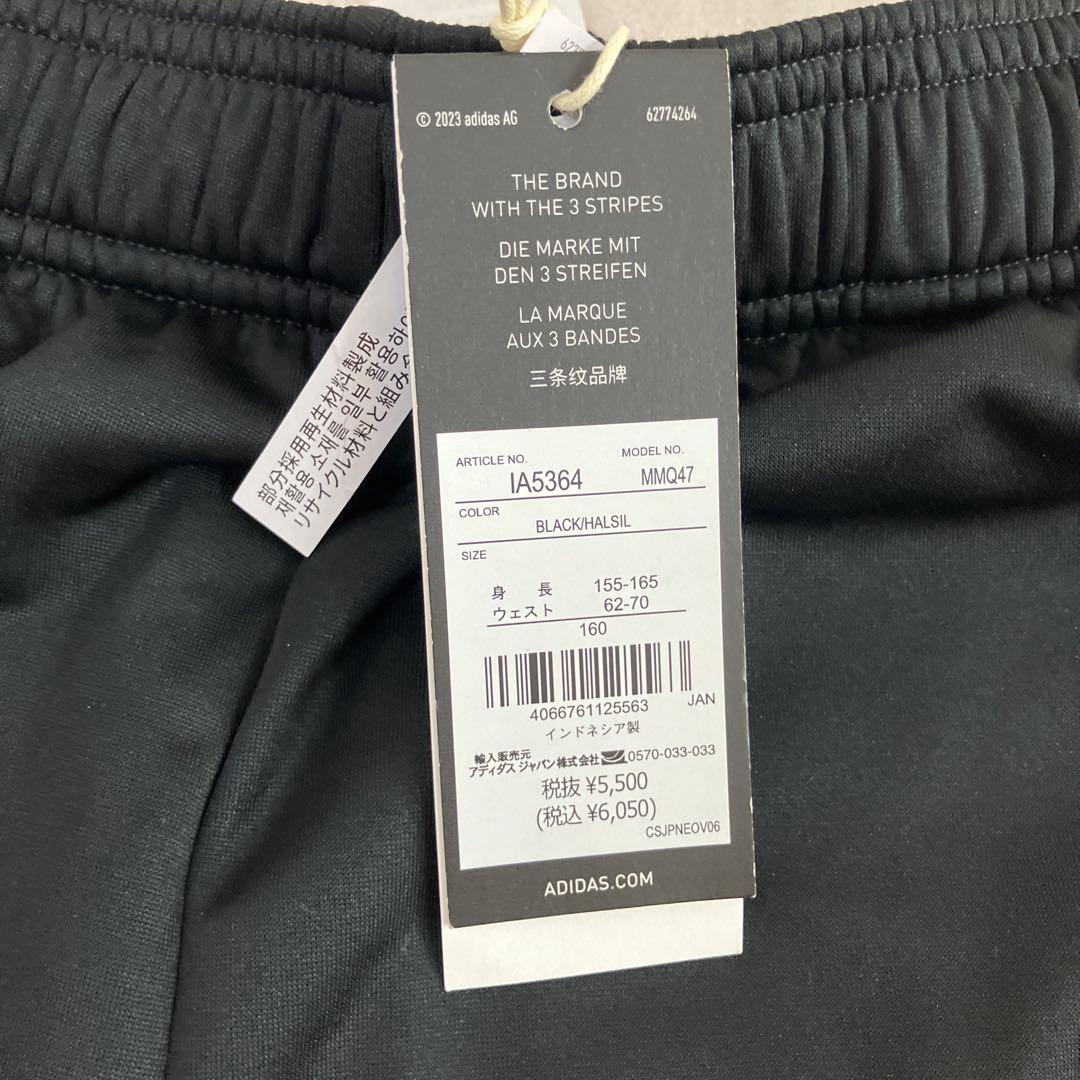 © 2023 adidas AG 62774264
THE BRAND
WITH THE 3 STRIPES
DIE MARKE MIT
DEN 3 STREIFEN
LA MARQUE
AUX 3 BANDES
三条纹品牌
ARTICLE NO. MODEL NO.
IA5364 MMQ47
COLOR
BLACK/HALSIL
SIZE
身 長 155-165
ウェスト 62-70
160
4066761125563 JAN
インドネシア製
輸入販売元
アディダス ジャパン株式会社 0570-033-033
税抜 ¥5,500
(税込 ¥6,050)
CSJPNEOV06
ADIDAS.COM
部分採用再生材料製成
재활용 소재를 일부 활용하여
リサイクル材料と組み